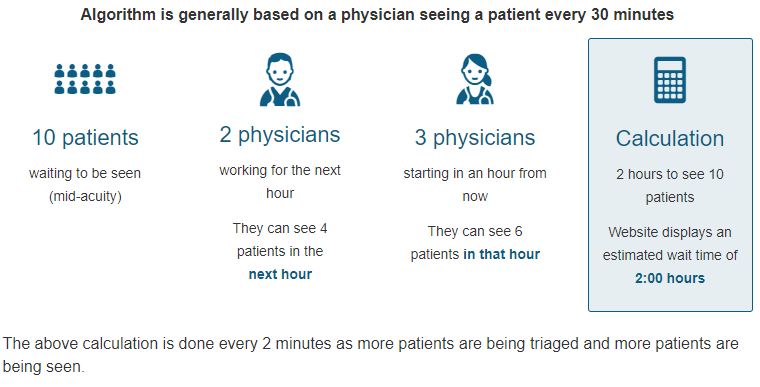 Algorithm is generally based on a physician seeing a patient every 30 minutes
10 patients
waiting to be seen
(mid-acuity)
2 physicians
working for the next
hour
They can see 4
patients in the
next hour
3 physicians
starting in an hour from
now
They can see 6
patients in that hour
Calculation
2 hours to see 10
patients
Website displays an
estimated wait time of
2:00 hours
The above calculation is done every 2 minutes as more patients are being triaged and more patients are
being seen.